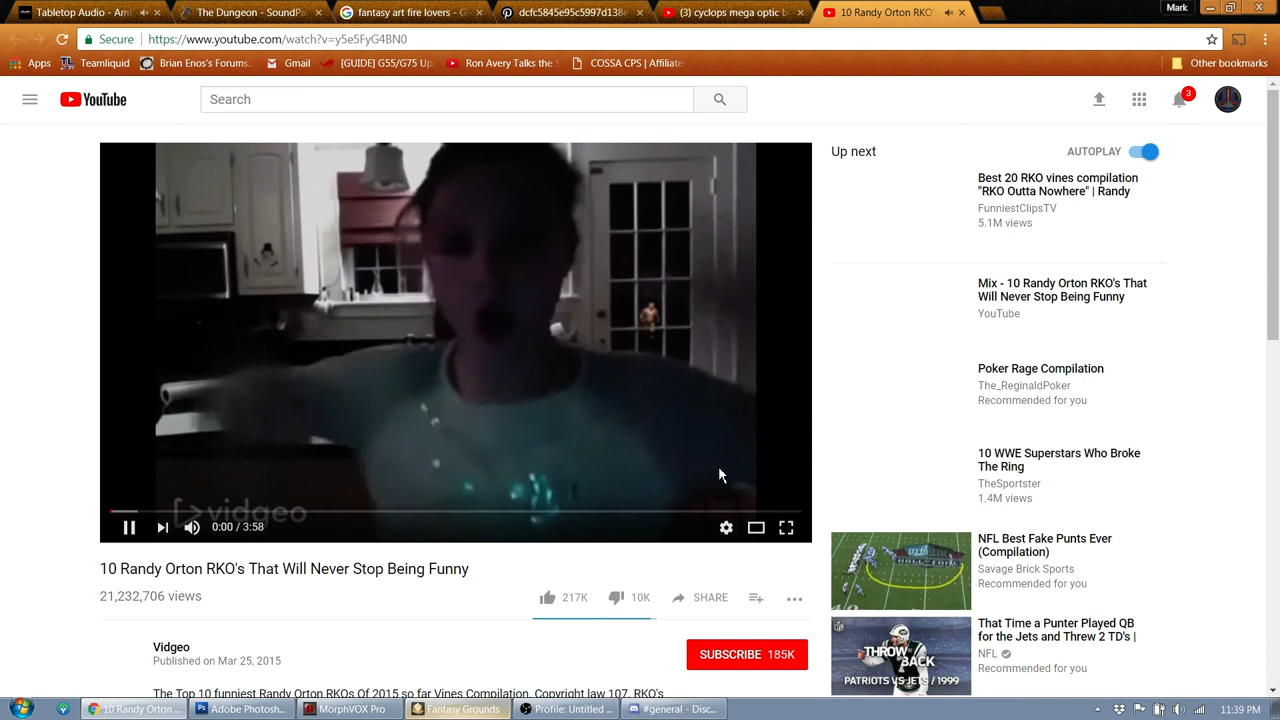 Tabletop Audio - Am
The Dungeon - SoundPa
fantasy art fire lovers - G
dcfc5845e95c5997d138
(3) cyclops mega optic b
10 Randy Orton RKO'
Mark
Secure
https://www.youtube.com/watch?v=y5e5FyG4BN0
Apps
Teamliquid
Brian Enos's Forums.
Gmail
[GUIDE] G55/G75 Up
Ron Avery Talks the S
COSSA CPS | Affiliate
Other bookmarks
YouTube
Search
3
Up next
AUTOPLAY
Best 20 RKO vines compilation
"RKO Outta Nowhere" | Randy
FunniestClipsTV
5.1M views
Mix - 10 Randy Orton RKO's That
Will Never Stop Being Funny
YouTube
Poker Rage Compilation
The_ReginaldPoker
Recommended for you
10 WWE Superstars Who Broke
The Ring
TheSportster
1.4M views
NFL Best Fake Punts Ever
(Compilation)
Savage Brick Sports
Recommended for you
That Time a Punter Played QB
for the Jets and Threw 2 TD's |
NFL
Recommended for you
THROW
BACK
PATRIOTS VS JETS / 1999
vidgeo
0:00 / 3:58
10 Randy Orton RKO's That Will Never Stop Being Funny
21,232,706 views
217K
10K
SHARE
Vidgeo
Published on Mar 25, 2015
SUBSCRIBE 185K
The Top 10 funniest Randy Orton RKOs Of 2015 so far Vines Compilation. Copyright law 107. RKO's
10 Randy Orton
Adobe Photosh...
MorphVOX Pro
Fantasy Grounds
Profile: Untitled ...
#general - Disc...
11:39 PM